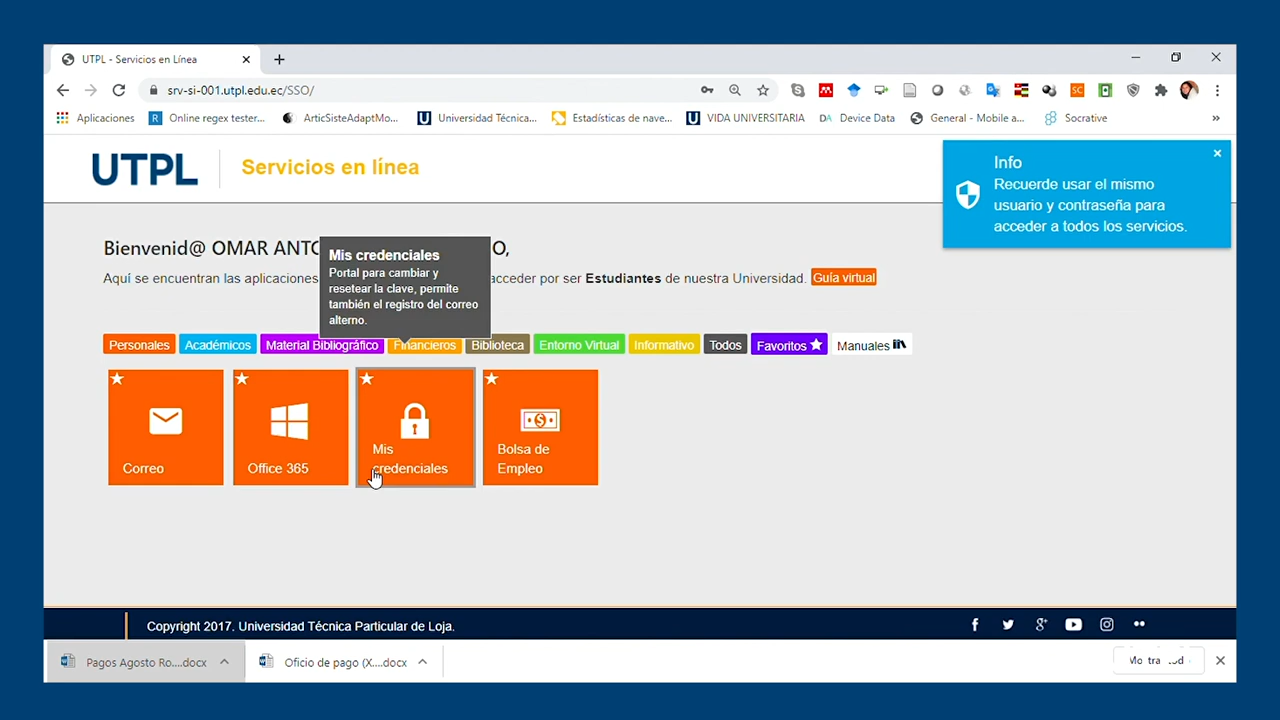 UTPL - Servicios en Línea
srv-si-001.utpl.edu.ec/SSO/
SC
Aplicaciones
R Online regex tester...
ArticSisteAdaptMo...
U Universidad Técnica...
Estadísticas de nave...
U VIDA UNIVERSITARIA
DA Device Data
General - Mobile a...
Socrative
»
UTPL
Servicios en línea
Info
Recuerde usar el mismo
usuario y contraseña para
acceder a todos los servicios.
Bienvenid@ OMAR ANTO O,
Mis credenciales
Portal para cambiar y
resetear la clave, permite
también el registro del correo
alterno.
Aquí se encuentran las aplicaciones cceder por ser Estudiantes de nuestra Universidad. Guía virtual
Personales Académicos Material Bibliográfico Financieros Biblioteca Entorno Virtual Informativo Todos Favoritos Manuales
Correo
Office 365
Mis
credenciales
Bolsa de
Empleo
Copyright 2017. Universidad Técnica Particular de Loja.
Pagos Agosto Ro....docx
Oficio de pago (X....docx